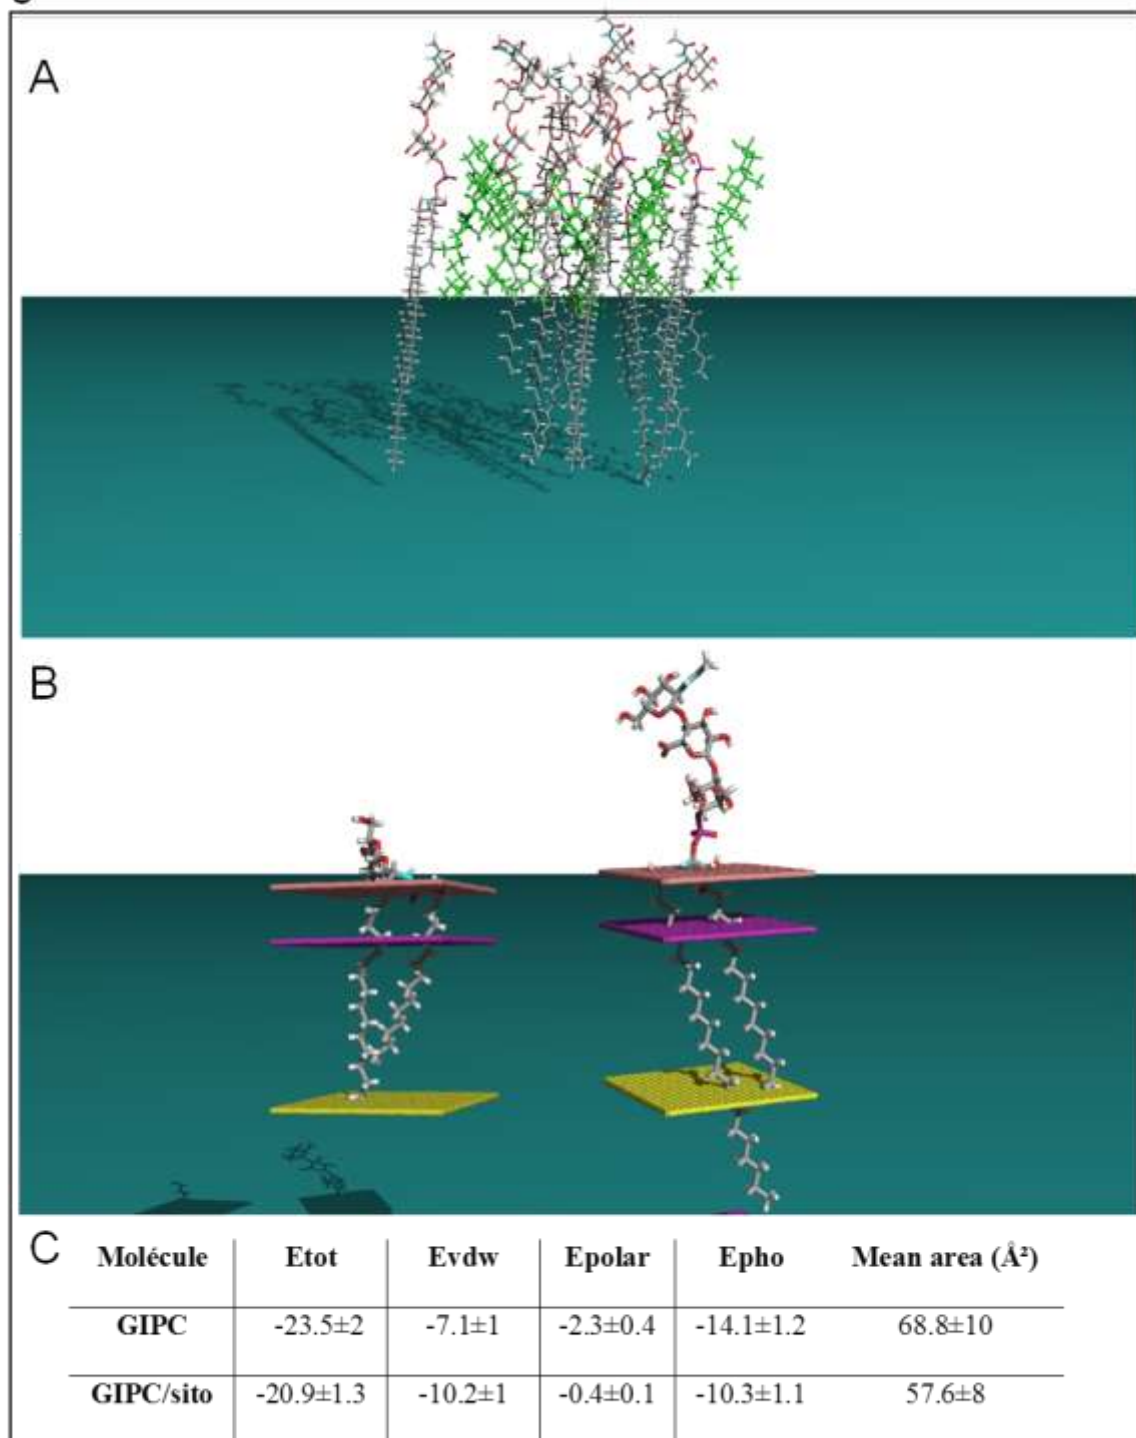 A
B
C
Molécule Etot Evdw Epolar Epho Mean area (Å²)
GIPC -23.5±2 -7.1±1 -2.3±0.4 -14.1±1.2 68.8±10
GIPC/sito -20.9±1.3 -10.2±1 -0.4±0.1 -10.3±1.1 57.6±8